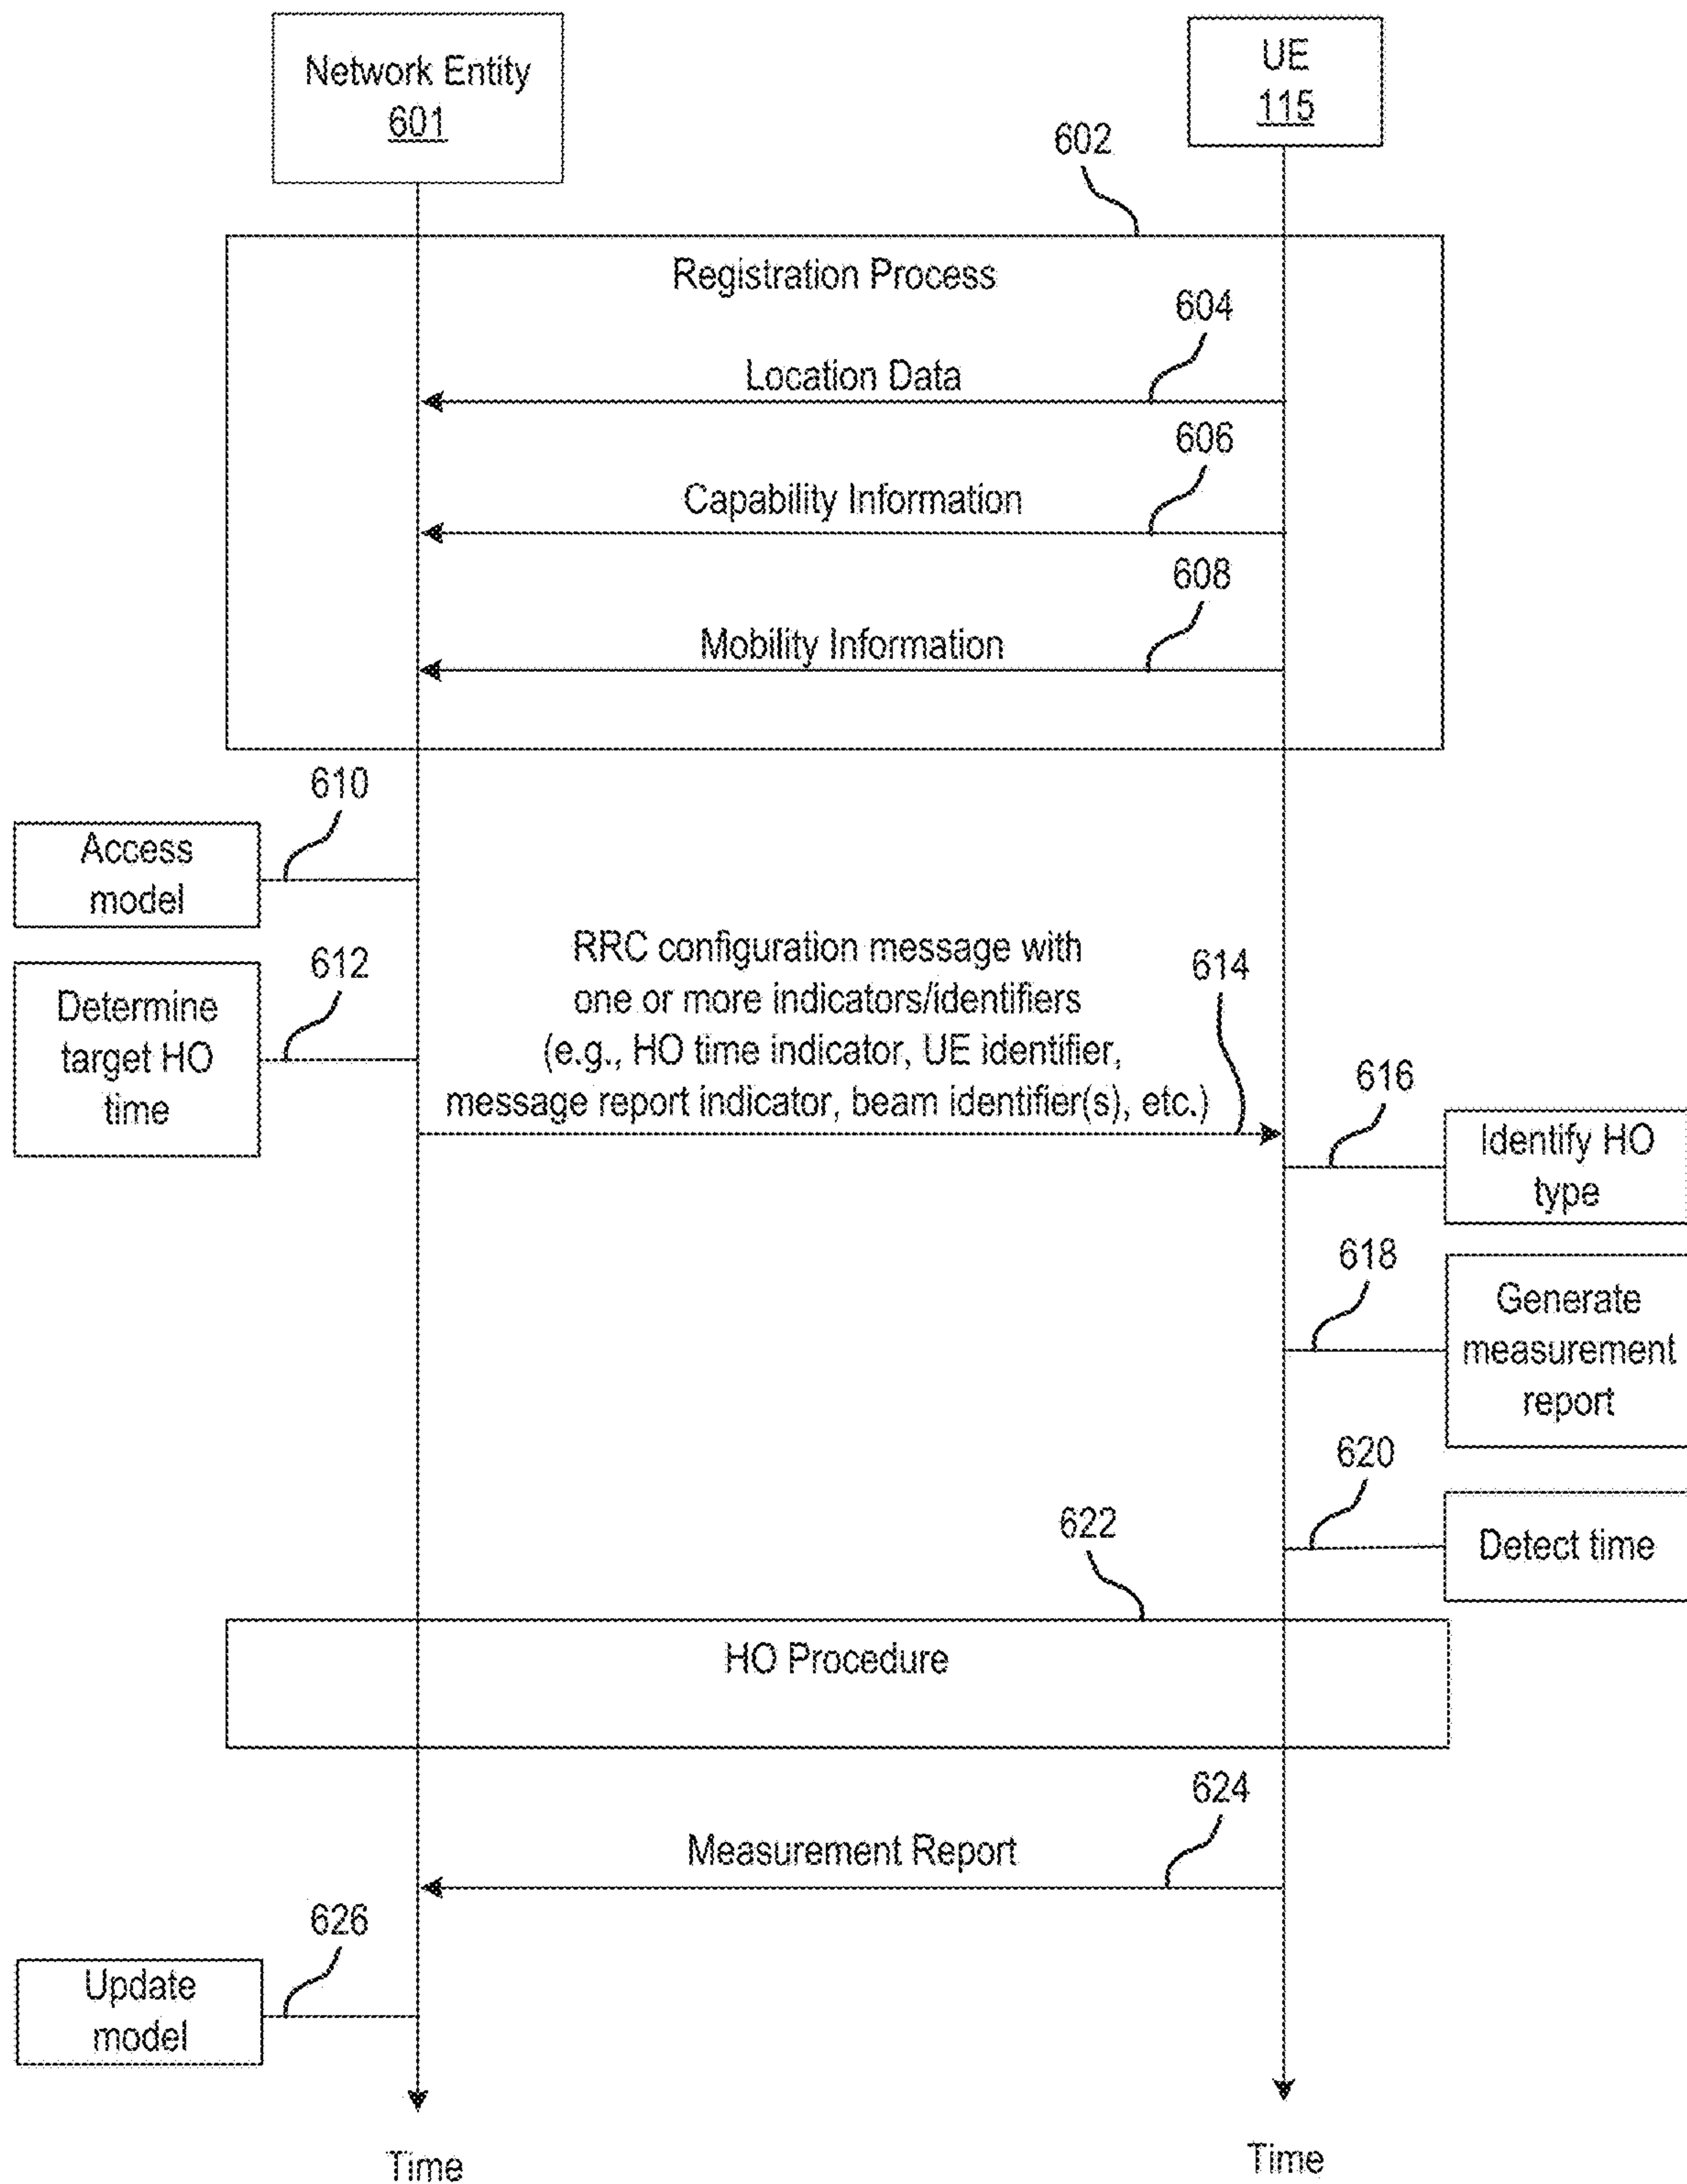 Network Entity
601
UE
115
602
Registration Process
604
Location Data
606
Capability Information
608
Mobility Information
610
Access
model
612
Determine
target HO
time
RRC configuration message with
one or more indicators/identifiers
(e.g., HO time indicator, UE identifier,
message report indicator, beam identifier(s), etc.)
614
616
Identify HO
type
618
Generate
measurement
report
620
Detect time
622
HO Procedure
624
Measurement Report
626
Update
model
Time
Time